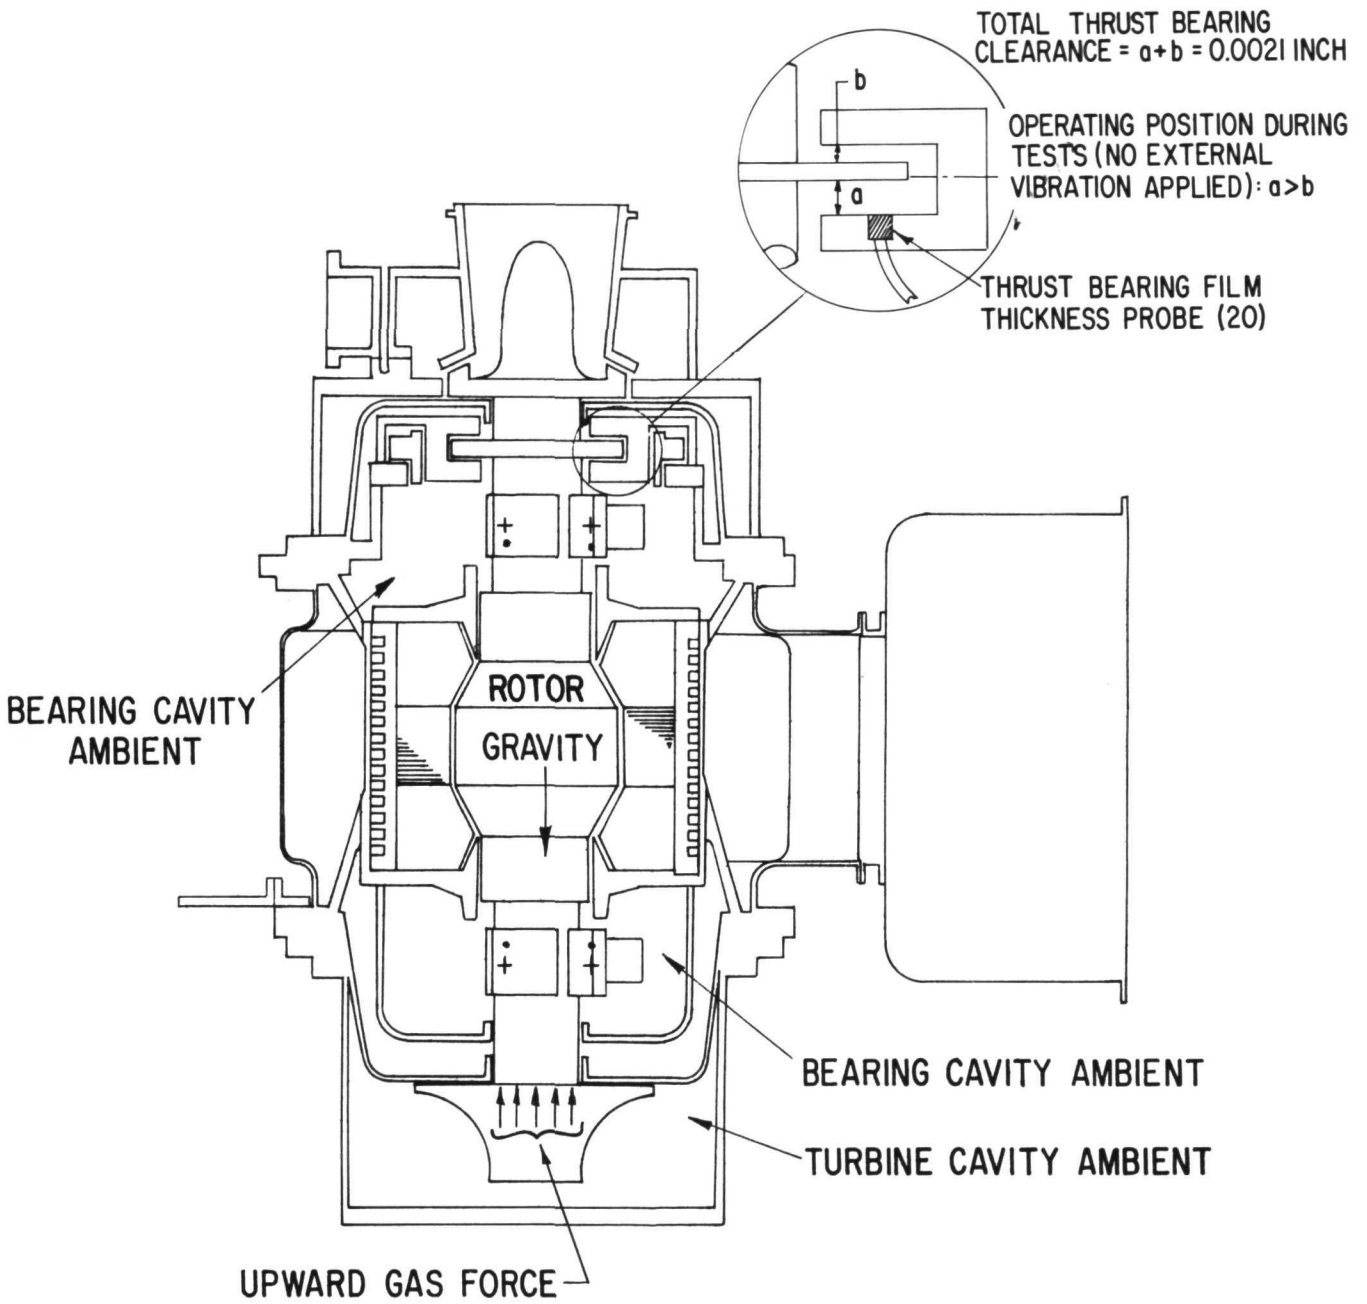 TOTAL THRUST BEARING
CLEARANCE = a+b = 0.0021 INCH
b
OPERATING POSITION DURING
TESTS (NO EXTERNAL
VIBRATION APPLIED): a>b
a
THRUST BEARING FILM
THICKNESS PROBE (20)
ROTOR
BEARING CAVITY
AMBIENT
GRAVITY
BEARING CAVITY AMBIENT
TURBINE CAVITY AMBIENT
UPWARD GAS FORCE